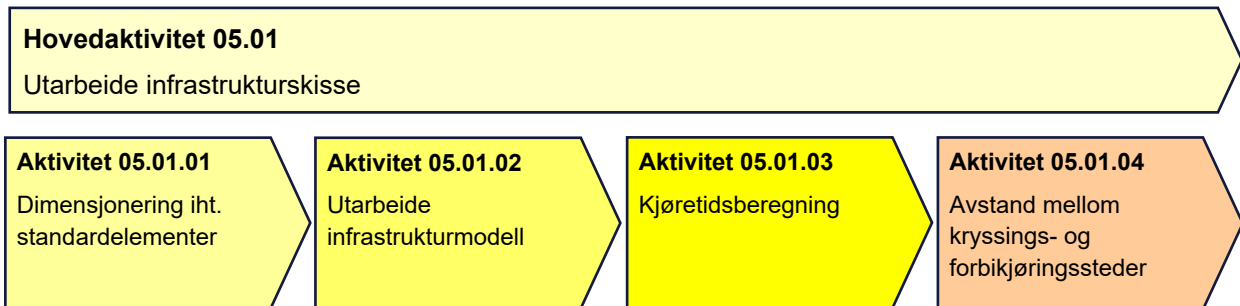 Hovedaktivitet 05.01
Utarbeide infrastrukturskisse
Aktivitet 05.01.01
Dimensjonering iht.
standardelementer
Aktivitet 05.01.02
Utarbeide
infrastrukturmodell
Aktivitet 05.01.03
Kjøretidsberegning
Aktivitet 05.01.04
Avstand mellom
kryssings- og
forbikjøringssteder